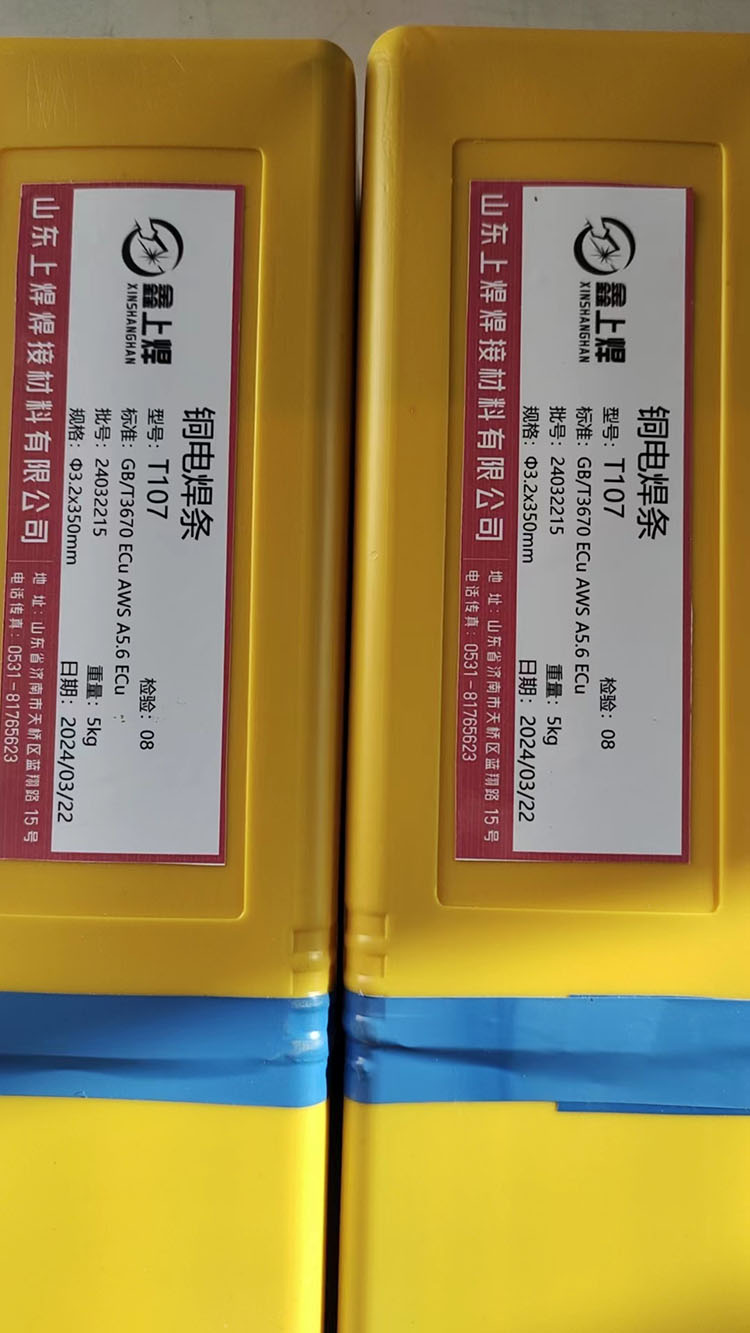 鑫上焊
XINSHANGHAN
铜电焊条
型号：T107
检验：08
标准：GB/T3670 ECu AWS A5.6 ECu
批号：24032215
重量：5kg
规格：Φ3.2x350mm
日期：2024/03/22
山东上焊焊接材料有限公司
地 址：山东省济南市天桥区蓝翔路 15 号
电话传真：0531-81765623
鑫上焊
XINSHANGHAN
铜电焊条
型号：T107
检验：08
标准：GB/T3670 ECu AWS A5.6 ECu
批号：24032215
重量：5kg
规格：Φ3.2x350mm
日期：2024/03/22
山东上焊焊接材料有限公司
地 址：山东省济南市天桥区蓝翔路 15 号
电话传真：0531-81765623